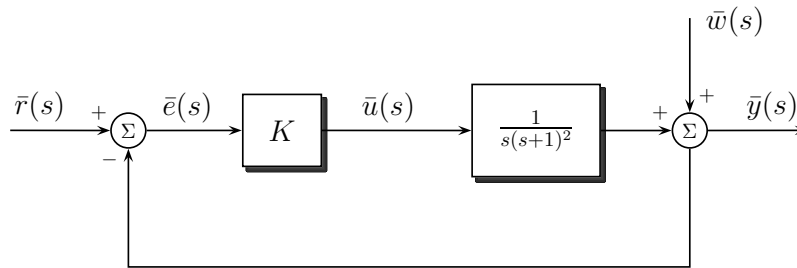 w̄(s)
r̄(s) + Σ − ē(s) K ū(s) 1/(s(s+1)²) + + Σ ȳ(s)